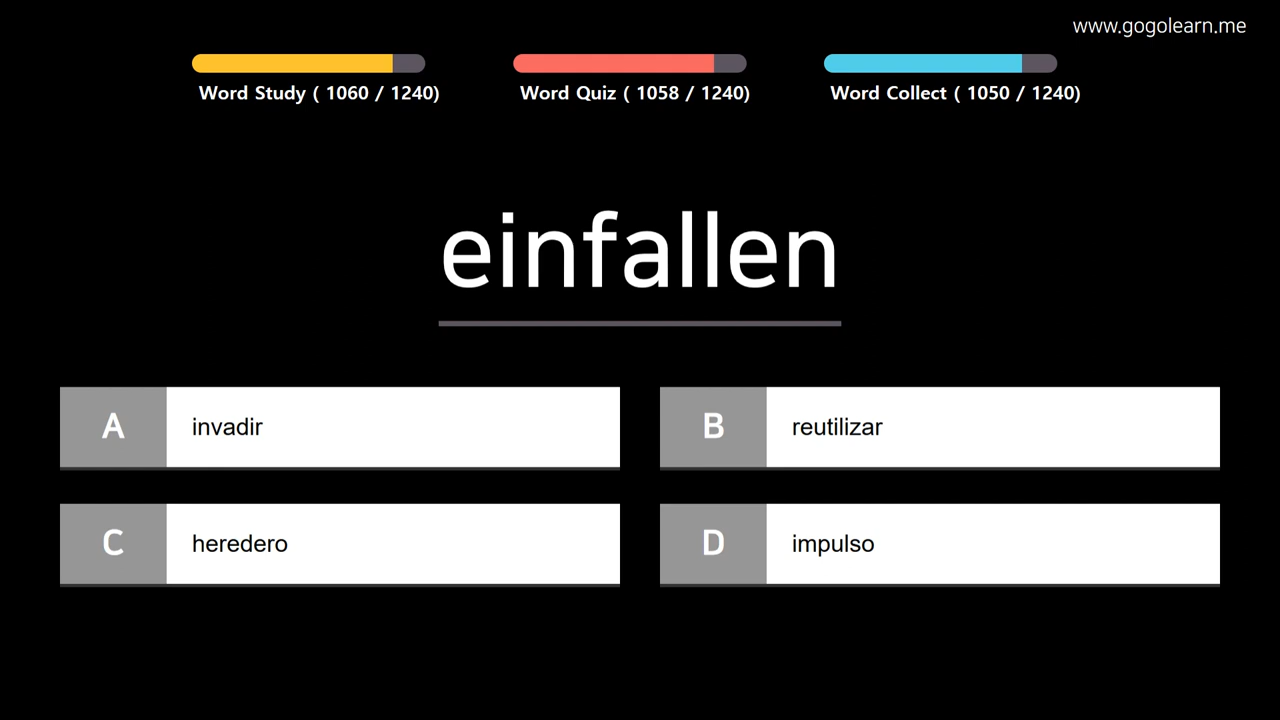 www.gogolearn.me
Word Study ( 1060 / 1240)
Word Quiz ( 1058 / 1240)
Word Collect ( 1050 / 1240)
einfallen
A invadir
B reutilizar
C heredero
D impulso